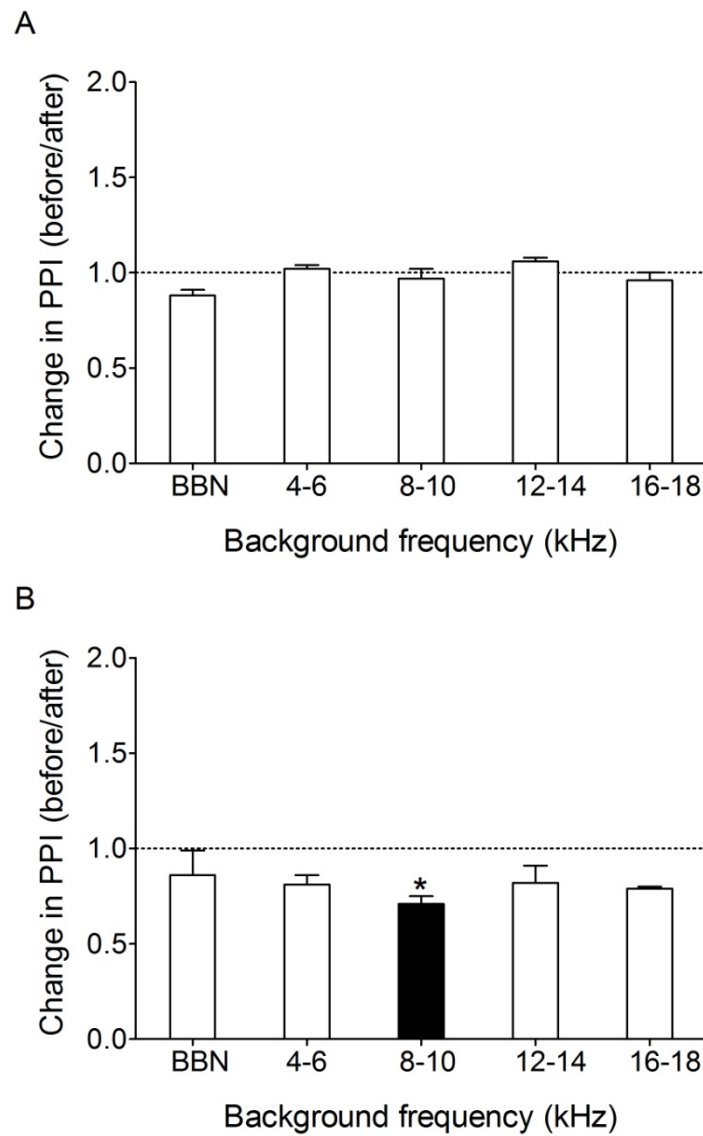 A
Change in PPI (before/after)
2.0
1.5
1.0
0.5
0.0
BBN 4-6 8-10 12-14 16-18
Background frequency (kHz)
B
Change in PPI (before/after)
2.0
1.5
1.0
0.5
0.0
*
BBN 4-6 8-10 12-14 16-18
Background frequency (kHz)